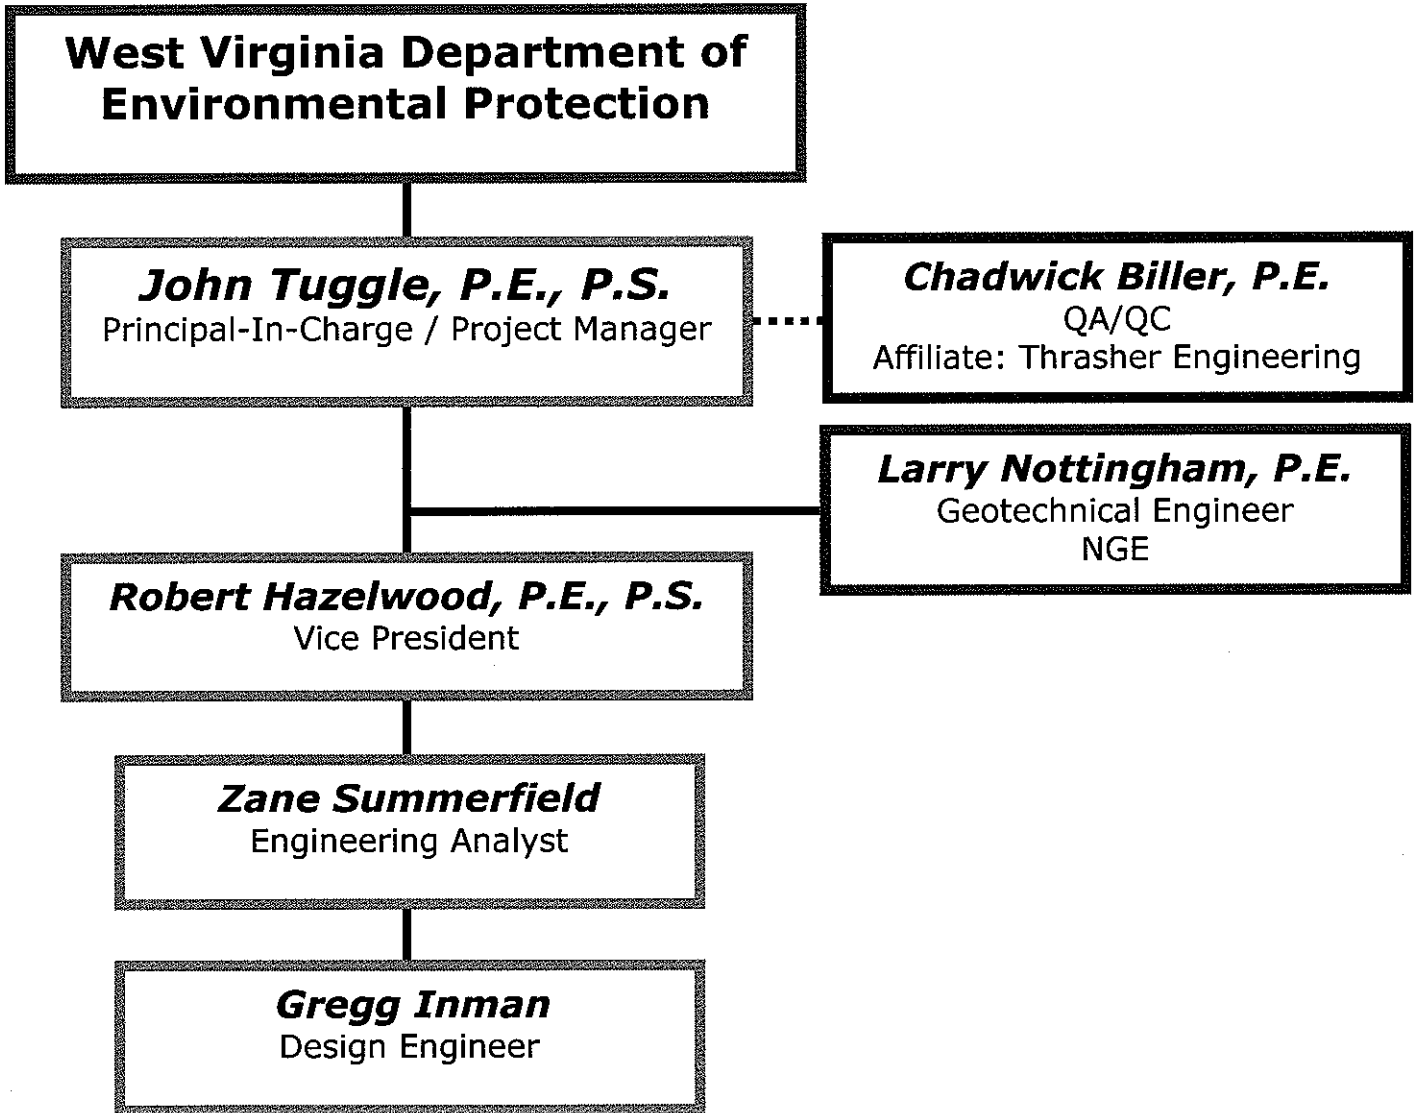 West Virginia Department of
Environmental Protection
John Tuggle, P.E., P.S.
Principal-In-Charge / Project Manager
Chadwick Biller, P.E.
QA/QC
Affiliate: Thrasher Engineering
Larry Nottingham, P.E.
Geotechnical Engineer
NGE
Robert Hazelwood, P.E., P.S.
Vice President
Zane Summerfield
Engineering Analyst
Gregg Inman
Design Engineer